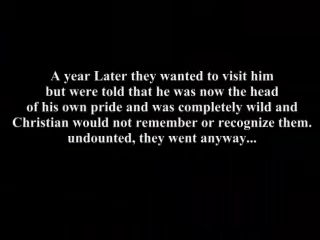 A year Later they wanted to visit him
but were told that he was now the head
of his own pride and was completely wild and
Christian would not remember or recognize them.
undounted, they went anyway...